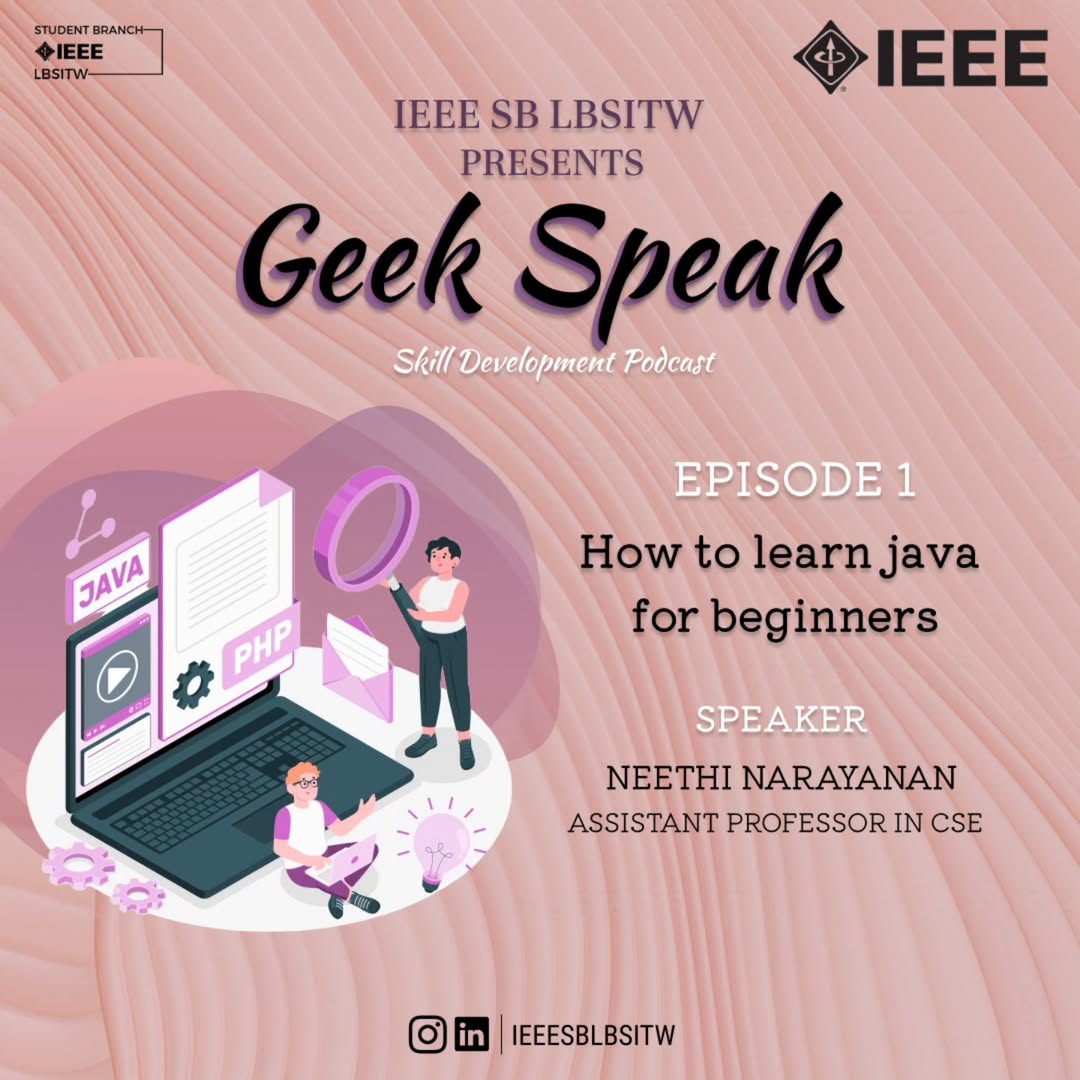 STUDENT BRANCH
IEEE
LBSITW
IEEE
IEEE SB LBSITW
PRESENTS
Geek Speak
Skill Development Podcast
JAVA
PHP
EPISODE 1
How to learn java
for beginners
SPEAKER
NEETHI NARAYANAN
ASSISTANT PROFESSOR IN CSE
in
IEEESBLBSITW